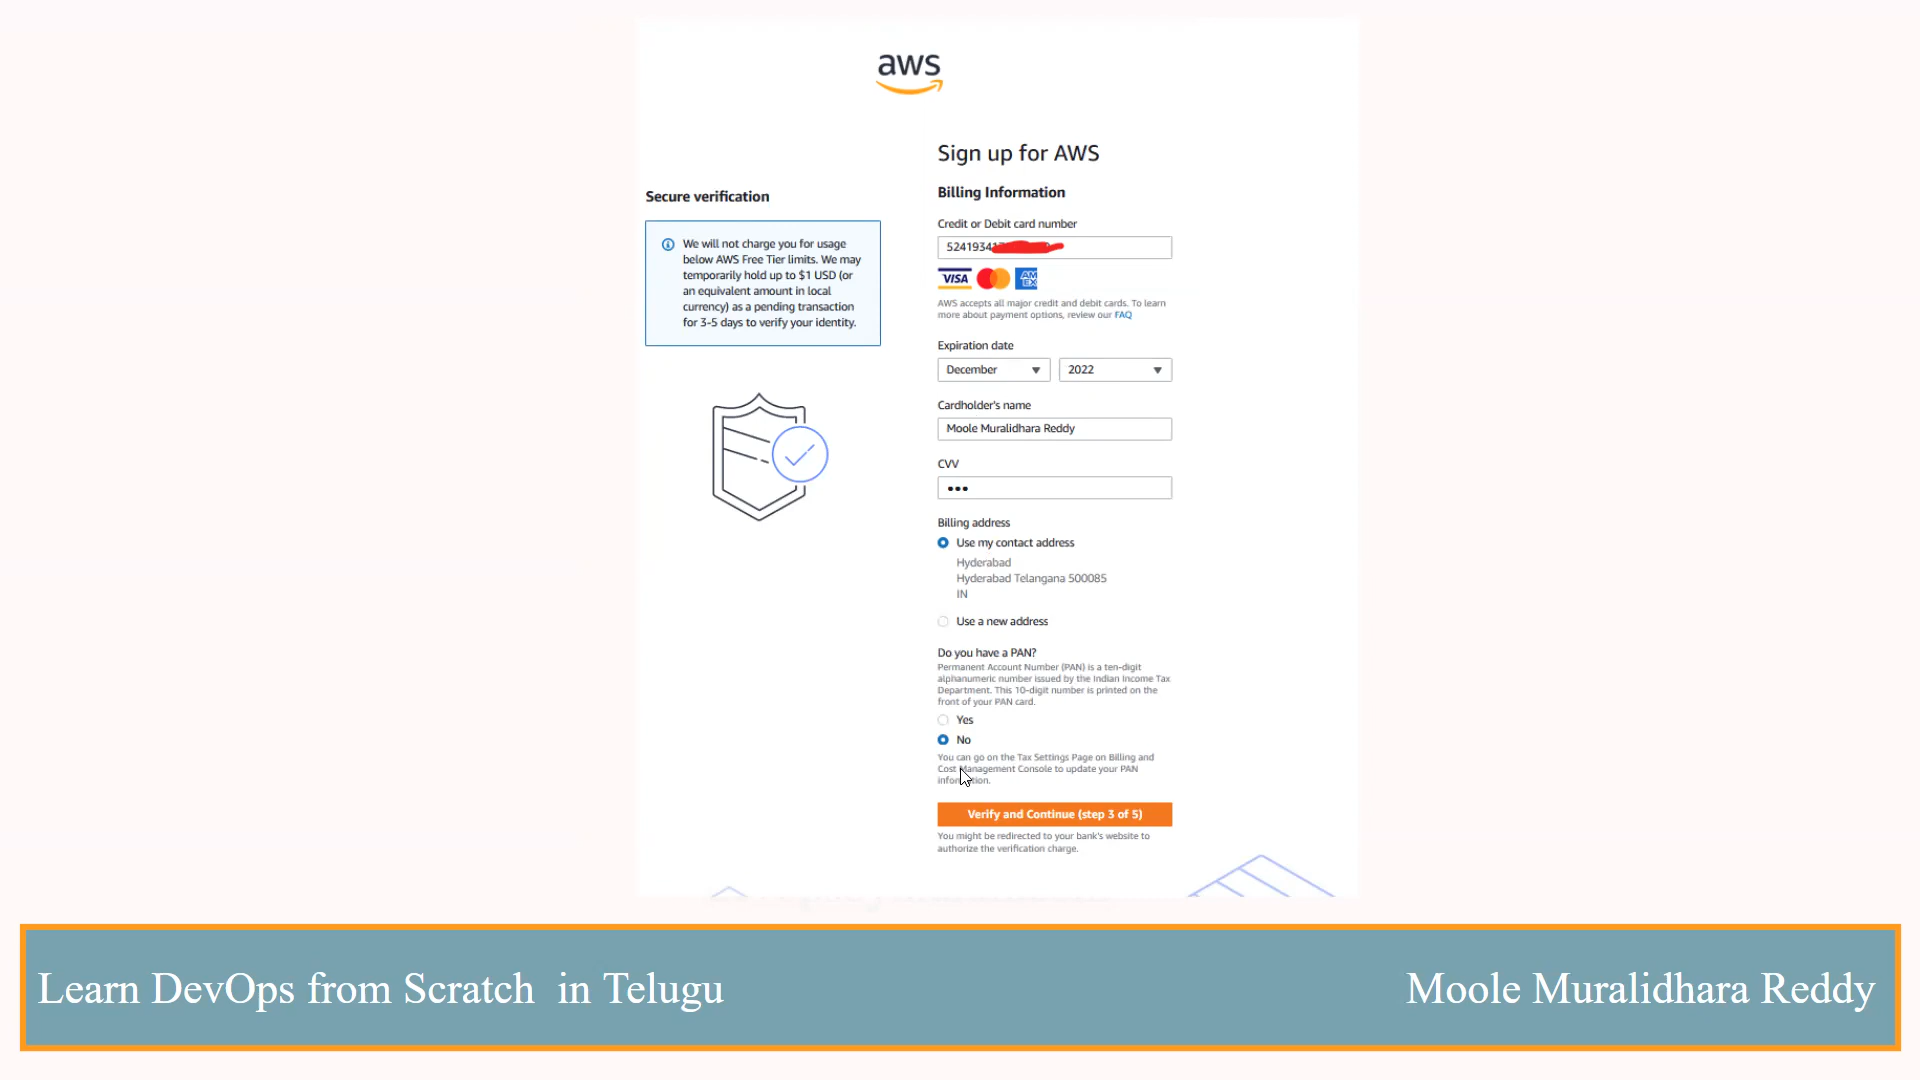 aws
Sign up for AWS
Secure verification
We will not charge you for usage
below AWS Free Tier limits. We may
temporarily hold up to $1 USD (or
an equivalent amount in local
currency) as a pending transaction
for 3-5 days to verify your identity.
Billing Information
Credit or Debit card number
VISA
AM
EX
AWS accepts all major credit and debit cards. To learn
more about payment options, review our FAQ
Expiration date
December 2022
Cardholder's name
Moole Muralidhara Reddy
CVV
•••
Billing address
Use my contact address
Hyderabad
Hyderabad Telangana 500085
IN
Use a new address
Do you have a PAN?
Permanent Account Number (PAN) is a ten-digit
alphanumeric number issued by the Indian Income Tax
Department. This 10-digit number is printed on the
front of your PAN card.
Yes
No
You can go on the Tax Settings Page on Billing and
Cost Management Console to update your PAN
information.
Verify and Continue (step 3 of 5)
You might be redirected to your bank's website to
authorize the verification charge.
Learn DevOps from Scratch in Telugu
Moole Muralidhara Reddy